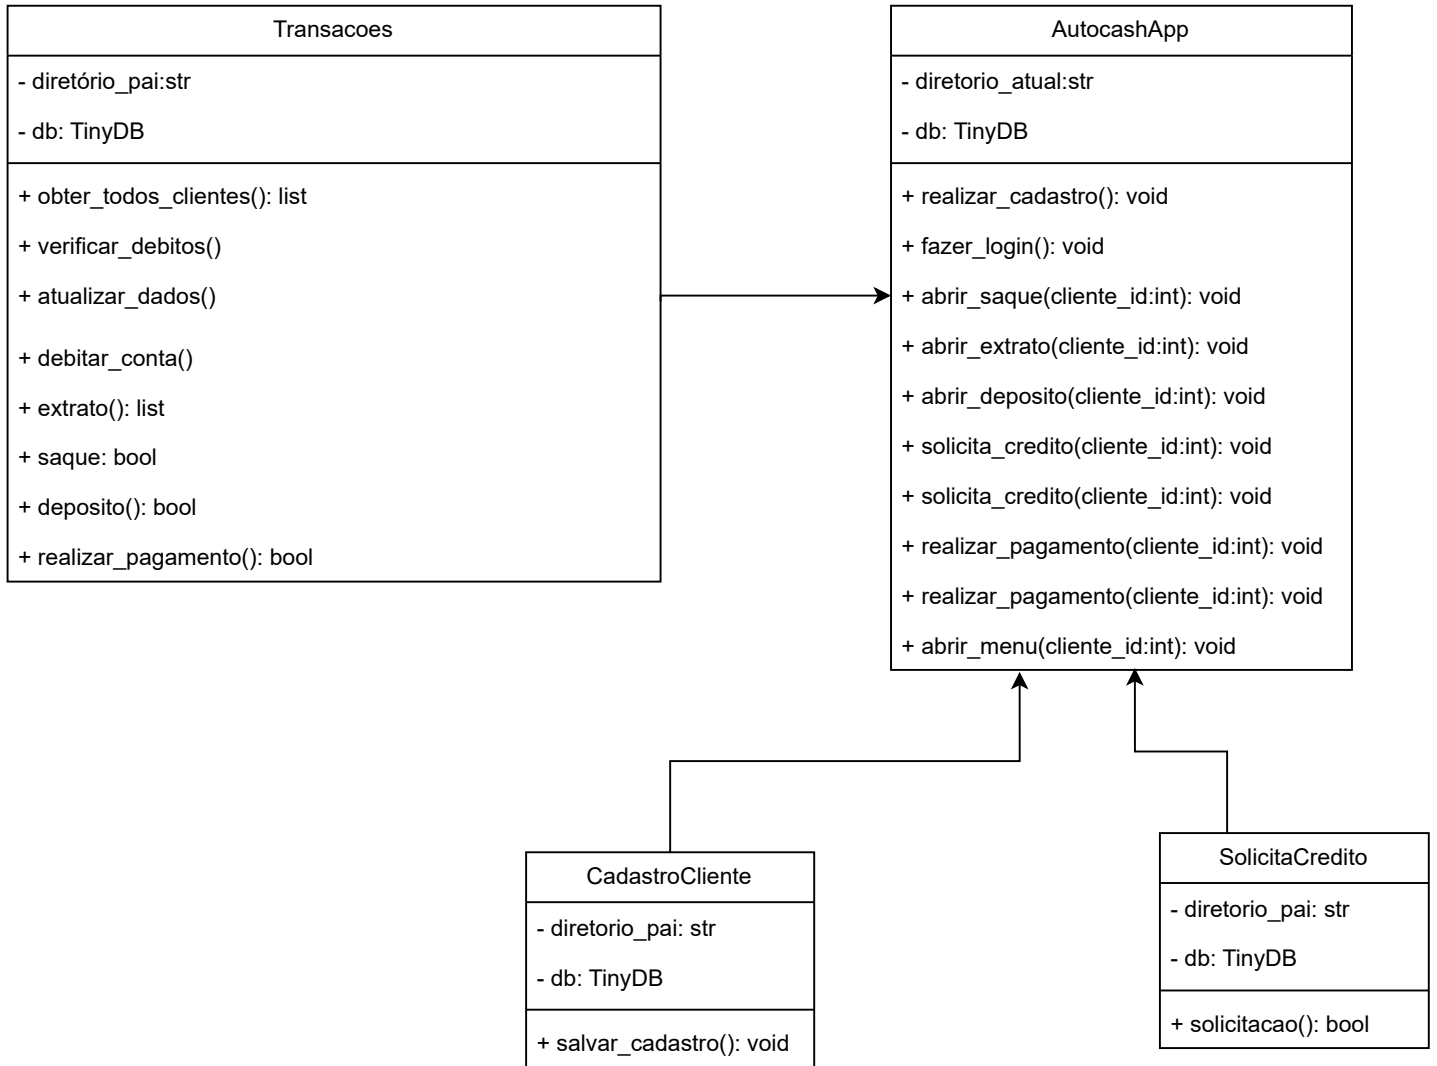 Transacoes
- diretório_pai:str
- db: TinyDB
+ obter_todos_clientes(): list
+ verificar_debitos()
+ atualizar_dados()
+ debitar_conta()
+ extrato(): list
+ saque: bool
+ deposito(): bool
+ realizar_pagamento(): bool
AutocashApp
- diretorio_atual:str
- db: TinyDB
+ realizar_cadastro(): void
+ fazer_login(): void
+ abrir_saque(cliente_id:int): void
+ abrir_extrato(cliente_id:int): void
+ abrir_deposito(cliente_id:int): void
+ solicita_credito(cliente_id:int): void
+ solicita_credito(cliente_id:int): void
+ realizar_pagamento(cliente_id:int): void
+ realizar_pagamento(cliente_id:int): void
+ abrir_menu(cliente_id:int): void
CadastroCliente
- diretorio_pai: str
- db: TinyDB
+ salvar_cadastro(): void
SolicitaCredito
- diretorio_pai: str
- db: TinyDB
+ solicitacao(): bool